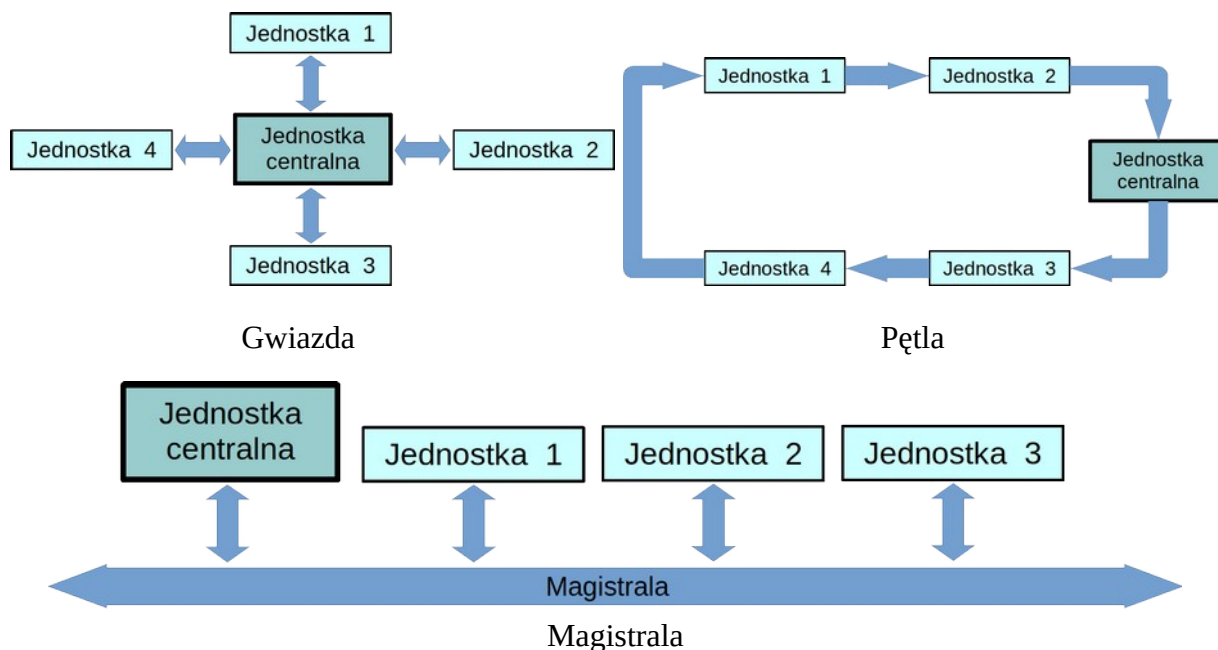 Jednostka 1
Jednostka 4
Jednostka
centralna
Jednostka 2
Jednostka 3
Gwiazda
Jednostka 1
Jednostka 2
Jednostka
centralna
Jednostka 4
Jednostka 3
Pętla
Jednostka
centralna
Jednostka 1
Jednostka 2
Jednostka 3
Magistrala
Magistrala